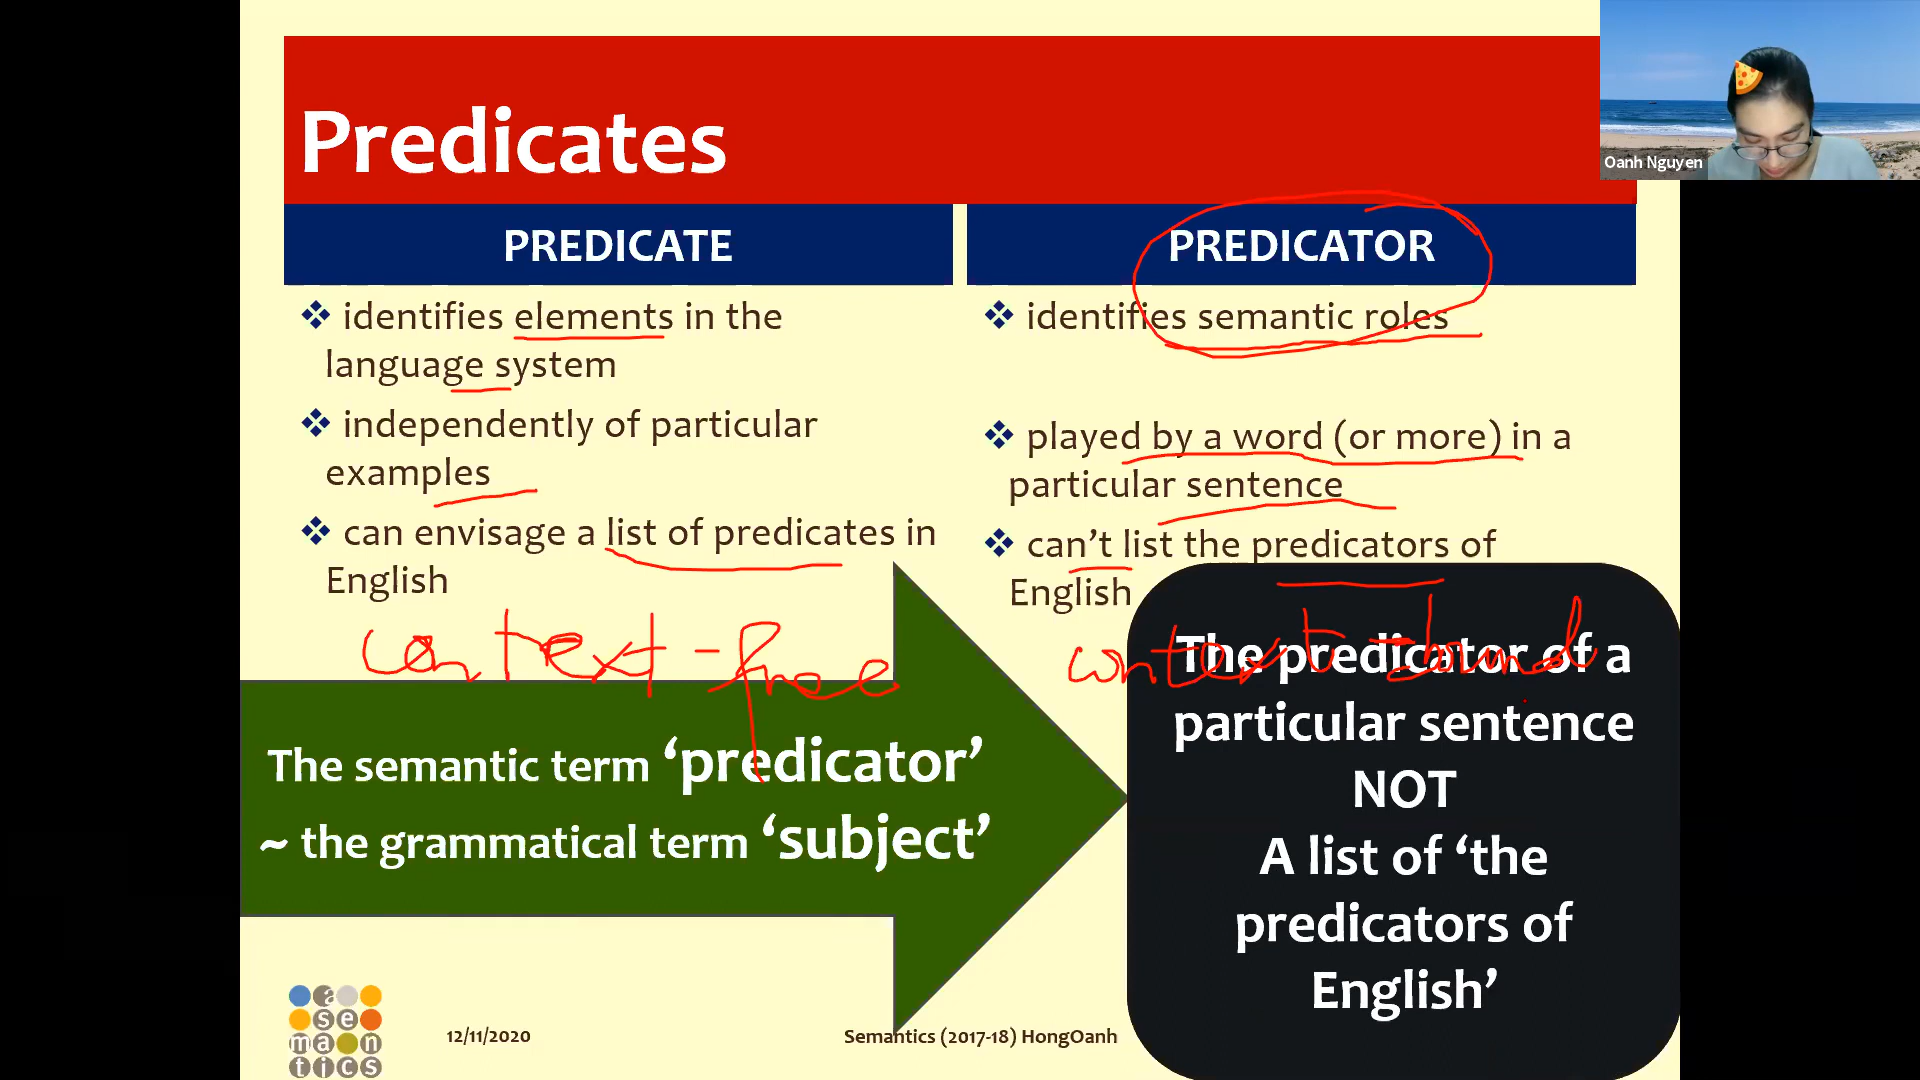 Predicates
Oanh Nguyen
PREDICATE
identifies elements in the
language system
independently of particular
examples
can envisage a list of predicates in
English
context-free
PREDICATOR
identifies semantic roles
played by a word (or more) in a
particular sentence
can't list the predicators of
English
context-bound
The semantic term ‘predicator’
~ the grammatical term ‘subject’
The predicator of a
particular sentence
NOT
A list of ‘the
predicators of
English’
a
se
man
tics
12/11/2020
Semantics (2017-18) HongOanh